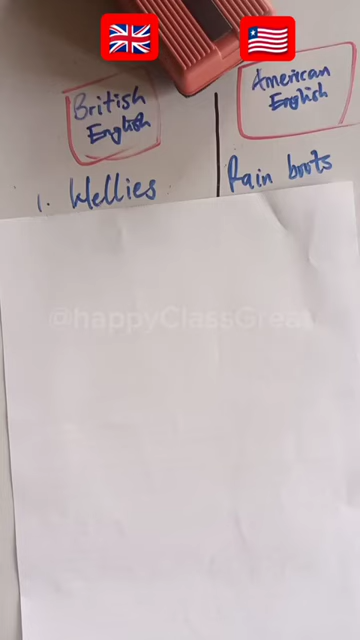 British English
American English
1. Wellies
Rain boots
@happyClassGreat